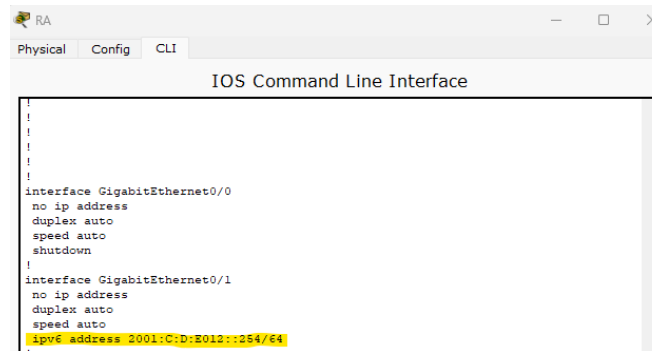 RA
Physical Config CLI
IOS Command Line Interface
!
!
!
!
!
!
interface GigabitEthernet0/0
no ip address
duplex auto
speed auto
shutdown
!
interface GigabitEthernet0/1
no ip address
duplex auto
speed auto
ipv6 address 2001:C:D:E012::254/64